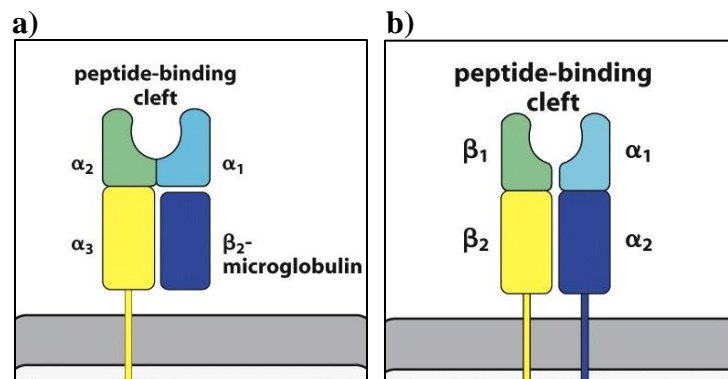 a)
peptide-binding
cleft
α2
α1
α3
β2-
microglobulin
b)
peptide-binding
cleft
β1
α1
β2
α2